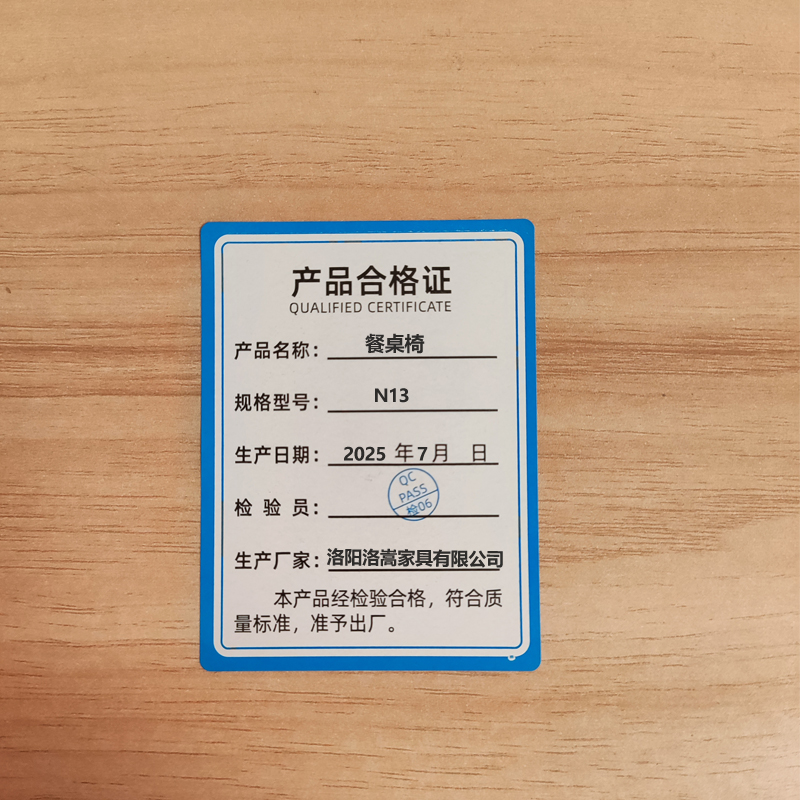 产品合格证
QUALIFIED CERTIFICATE
产品名称：餐桌椅
规格型号：N13
生产日期：2025 年 7 月 日
QC
PASS
检06
检 验 员：
生产厂家：洛阳洛嵩家具有限公司
本产品经检验合格，符合质
量标准，准予出厂。